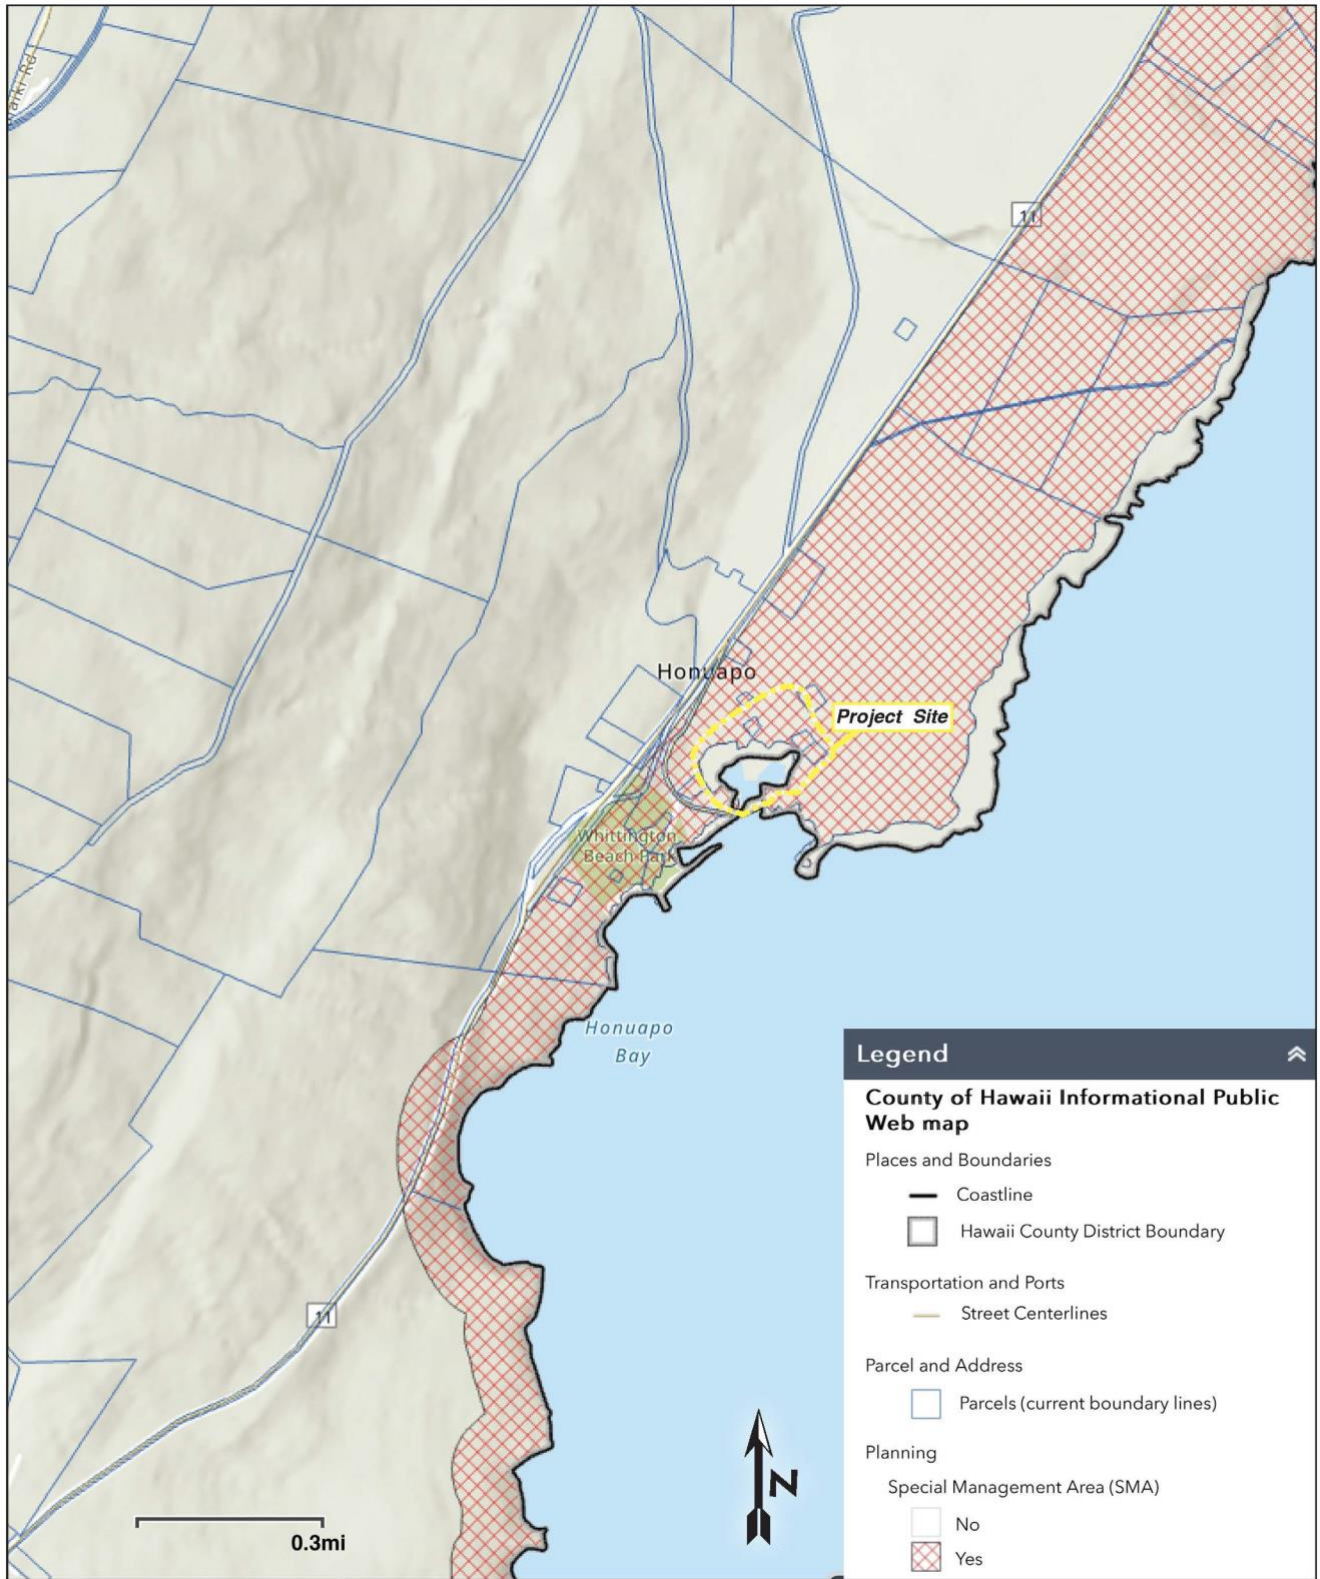 11
Honuapo
Project Site
Whittington
Beach Park
Honuapo
Bay
11
0.3mi
N
Legend
County of Hawaii Informational Public
Web map
Places and Boundaries
Coastline
Hawaii County District Boundary
Transportation and Ports
Street Centerlines
Parcel and Address
Parcels (current boundary lines)
Planning
Special Management Area (SMA)
No
Yes